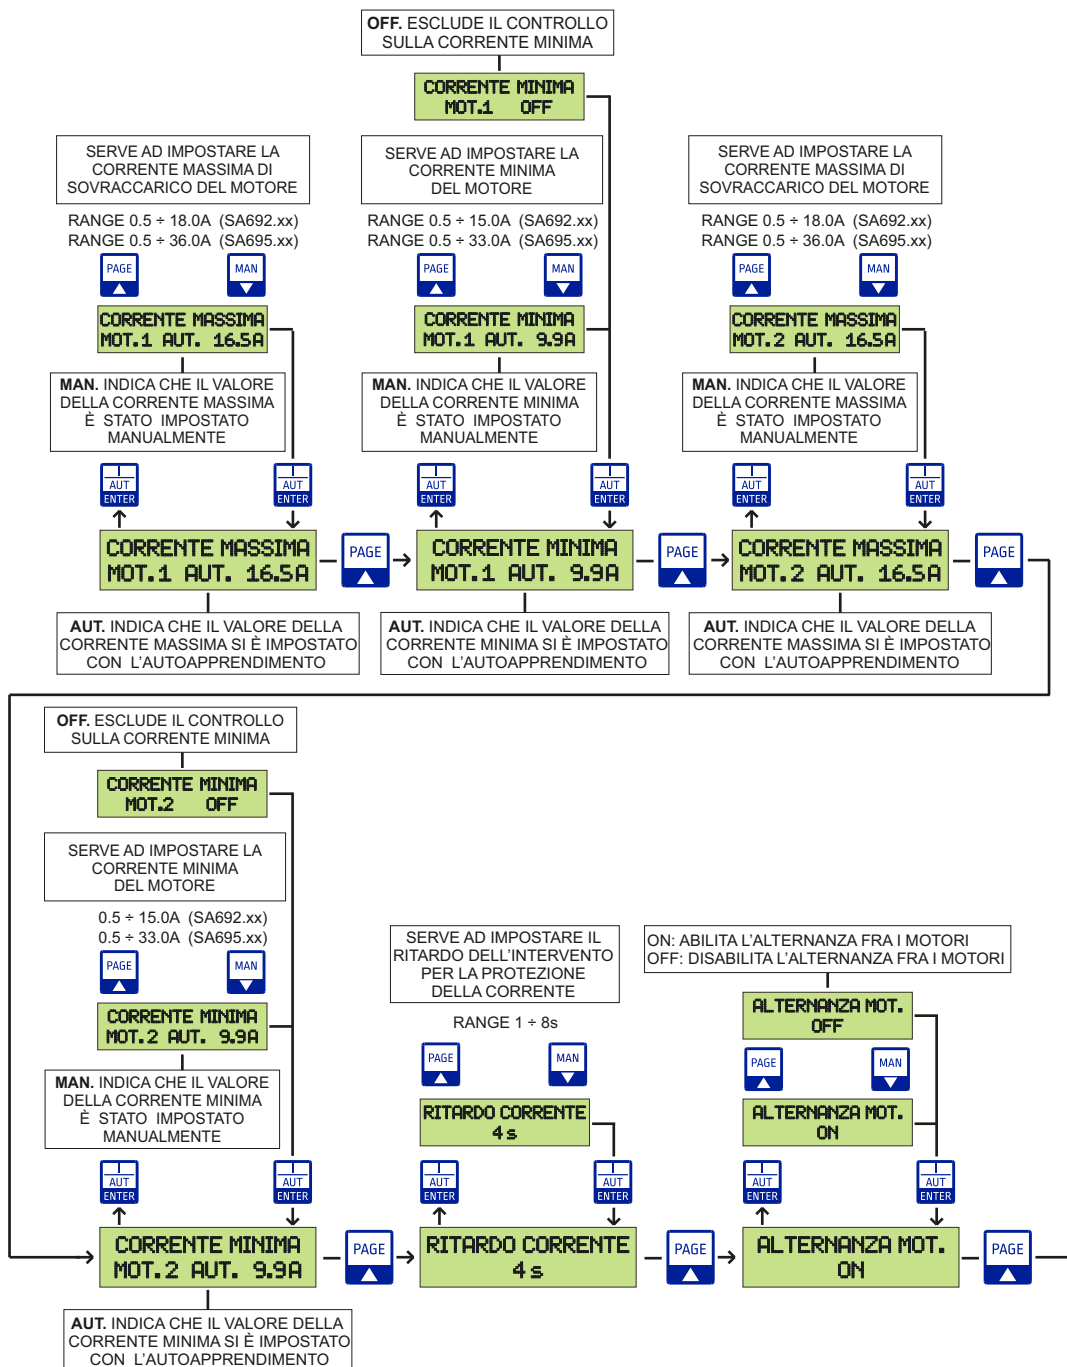 OFF. ESCLUDE IL CONTROLLO
SULLA CORRENTE MINIMA
CORRENTE MINIMA
MOT.1 OFF
SERVE AD IMPOSTARE LA
CORRENTE MASSIMA DI
SOVRACCARICO DEL MOTORE
RANGE 0.5 ÷ 18.0A (SA692.xx)
RANGE 0.5 ÷ 36.0A (SA695.xx)
PAGE
MAN
CORRENTE MASSIMA
MOT.1 AUT. 16.5A
MAN. INDICA CHE IL VALORE
DELLA CORRENTE MASSIMA
È STATO IMPOSTATO
MANUALMENTE
SERVE AD IMPOSTARE LA
CORRENTE MINIMA
DEL MOTORE
RANGE 0.5 ÷ 15.0A (SA692.xx)
RANGE 0.5 ÷ 33.0A (SA695.xx)
PAGE
MAN
CORRENTE MINIMA
MOT.1 AUT. 9.9A
MAN. INDICA CHE IL VALORE
DELLA CORRENTE MINIMA
È STATO IMPOSTATO
MANUALMENTE
SERVE AD IMPOSTARE LA
CORRENTE MASSIMA DI
SOVRACCARICO DEL MOTORE
RANGE 0.5 ÷ 18.0A (SA692.xx)
RANGE 0.5 ÷ 36.0A (SA695.xx)
PAGE
MAN
CORRENTE MASSIMA
MOT.2 AUT. 16.5A
MAN. INDICA CHE IL VALORE
DELLA CORRENTE MASSIMA
È STATO IMPOSTATO
MANUALMENTE
AUT
ENTER
AUT
ENTER
AUT
ENTER
AUT
ENTER
AUT
ENTER
AUT
ENTER
CORRENTE MASSIMA
MOT.1 AUT. 16.5A
PAGE
CORRENTE MINIMA
MOT.1 AUT. 9.9A
PAGE
CORRENTE MASSIMA
MOT.2 AUT. 16.5A
PAGE
AUT. INDICA CHE IL VALORE DELLA
CORRENTE MASSIMA SI È IMPOSTATO
CON L'AUTOAPPRENDIMENTO
AUT. INDICA CHE IL VALORE DELLA
CORRENTE MINIMA SI È IMPOSTATO
CON L'AUTOAPPRENDIMENTO
AUT. INDICA CHE IL VALORE DELLA
CORRENTE MASSIMA SI È IMPOSTATO
CON L'AUTOAPPRENDIMENTO
OFF. ESCLUDE IL CONTROLLO
SULLA CORRENTE MINIMA
CORRENTE MINIMA
MOT.2 OFF
SERVE AD IMPOSTARE LA
CORRENTE MINIMA
DEL MOTORE
0.5 ÷ 15.0A (SA692.xx)
0.5 ÷ 33.0A (SA695.xx)
PAGE
MAN
CORRENTE MINIMA
MOT.2 AUT. 9.9A
MAN. INDICA CHE IL VALORE
DELLA CORRENTE MINIMA
È STATO IMPOSTATO
MANUALMENTE
SERVE AD IMPOSTARE IL
RITARDO DELL'INTERVENTO
PER LA PROTEZIONE
DELLA CORRENTE
RANGE 1 ÷ 8s
PAGE
MAN
RITARDO CORRENTE
4 s
ON: ABILITA L'ALTERNANZA FRA I MOTORI
OFF: DISABILITA L'ALTERNANZA FRA I MOTORI
ALTERNANZA MOT.
OFF
PAGE
MAN
ALTERNANZA MOT.
ON
AUT
ENTER
AUT
ENTER
AUT
ENTER
AUT
ENTER
AUT
ENTER
AUT
ENTER
CORRENTE MINIMA
MOT.2 AUT. 9.9A
PAGE
RITARDO CORRENTE
4 s
PAGE
ALTERNANZA MOT.
ON
PAGE
AUT. INDICA CHE IL VALORE DELLA
CORRENTE MINIMA SI È IMPOSTATO
CON L'AUTOAPPRENDIMENTO